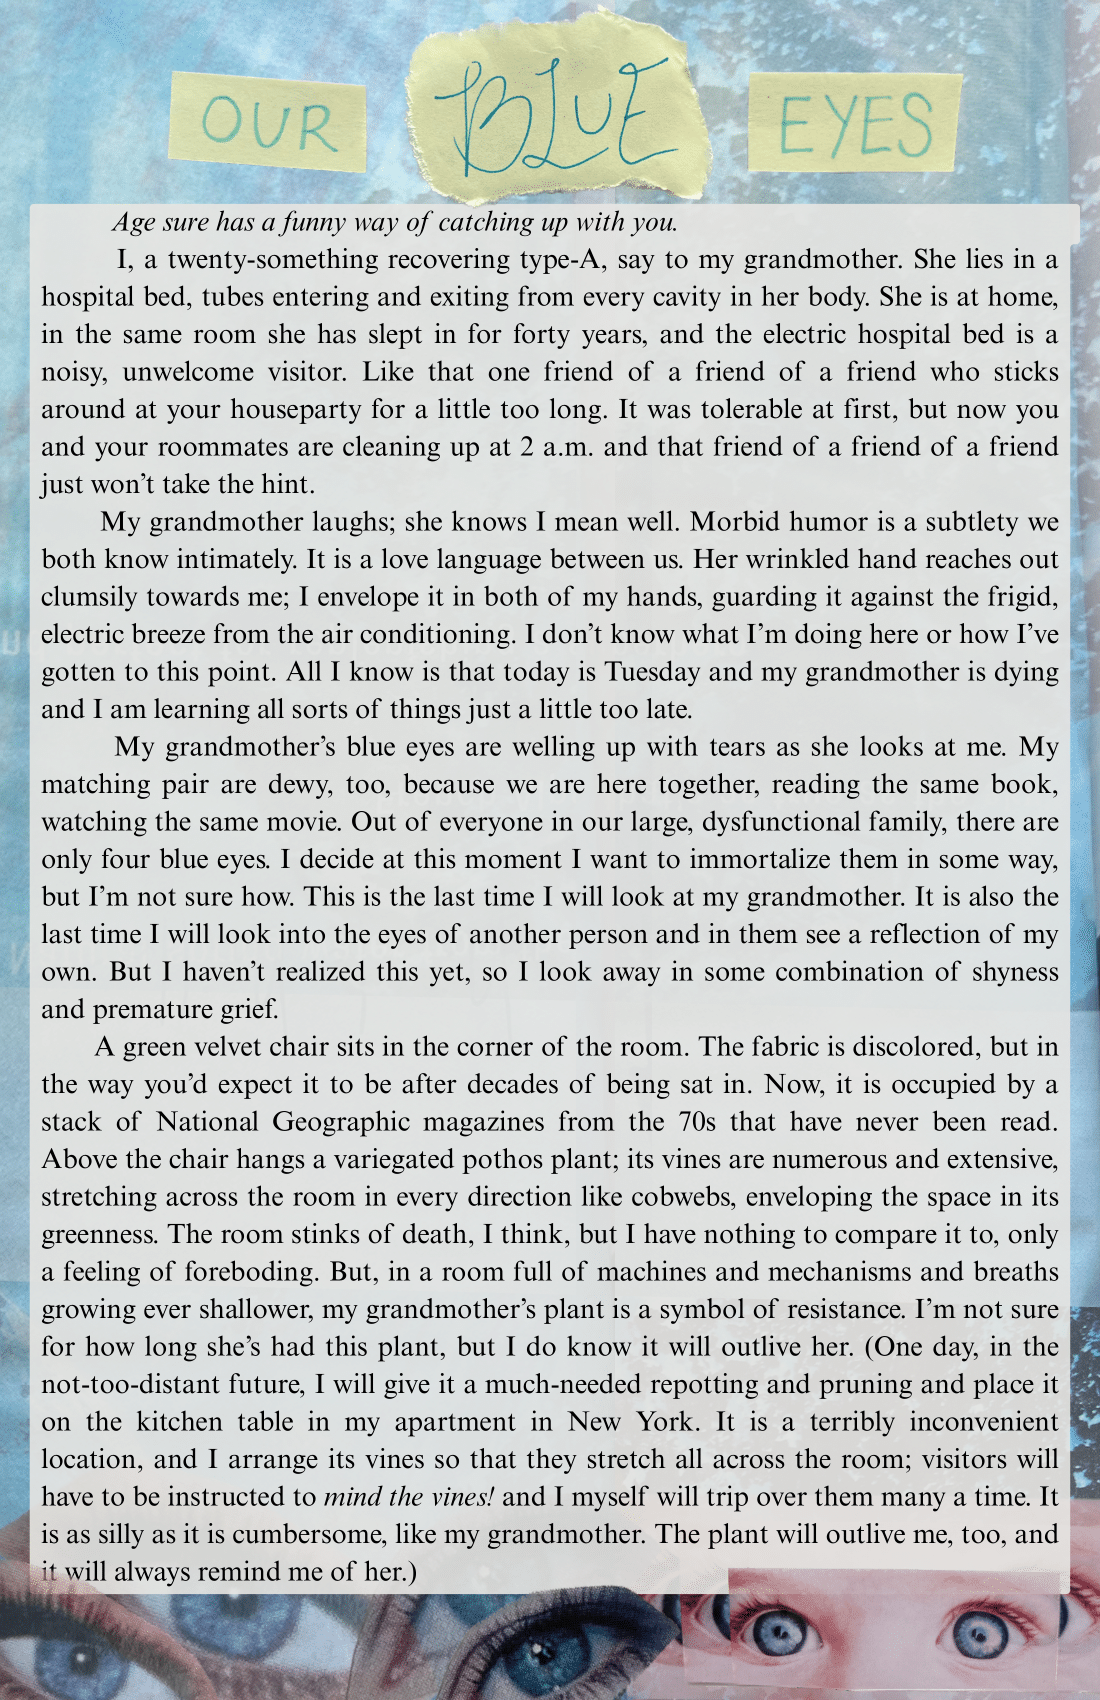 OUR BLUE EYES
Age sure has a funny way of catching up with you.
I, a twenty-something recovering type-A, say to my grandmother. She lies in a
hospital bed, tubes entering and exiting from every cavity in her body. She is at home,
in the same room she has slept in for forty years, and the electric hospital bed is a
noisy, unwelcome visitor. Like that one friend of a friend of a friend who sticks
around at your houseparty for a little too long. It was tolerable at first, but now you
and your roommates are cleaning up at 2 a.m. and that friend of a friend of a friend
just won’t take the hint.
My grandmother laughs; she knows I mean well. Morbid humor is a subtlety we
both know intimately. It is a love language between us. Her wrinkled hand reaches out
clumsily towards me; I envelope it in both of my hands, guarding it against the frigid,
electric breeze from the air conditioning. I don’t know what I’m doing here or how I’ve
gotten to this point. All I know is that today is Tuesday and my grandmother is dying
and I am learning all sorts of things just a little too late.
My grandmother’s blue eyes are welling up with tears as she looks at me. My
matching pair are dewy, too, because we are here together, reading the same book,
watching the same movie. Out of everyone in our large, dysfunctional family, there are
only four blue eyes. I decide at this moment I want to immortalize them in some way,
but I’m not sure how. This is the last time I will look at my grandmother. It is also the
last time I will look into the eyes of another person and in them see a reflection of my
own. But I haven’t realized this yet, so I look away in some combination of shyness
and premature grief.
A green velvet chair sits in the corner of the room. The fabric is discolored, but in
the way you’d expect it to be after decades of being sat in. Now, it is occupied by a
stack of National Geographic magazines from the 70s that have never been read.
Above the chair hangs a variegated pothos plant; its vines are numerous and extensive,
stretching across the room in every direction like cobwebs, enveloping the space in its
greenness. The room stinks of death, I think, but I have nothing to compare it to, only
a feeling of foreboding. But, in a room full of machines and mechanisms and breaths
growing ever shallower, my grandmother’s plant is a symbol of resistance. I’m not sure
for how long she’s had this plant, but I do know it will outlive her. (One day, in the
not-too-distant future, I will give it a much-needed repotting and pruning and place it
on the kitchen table in my apartment in New York. It is a terribly inconvenient
location, and I arrange its vines so that they stretch all across the room; visitors will
have to be instructed to mind the vines! and I myself will trip over them many a time. It
is as silly as it is cumbersome, like my grandmother. The plant will outlive me, too, and
it will always remind me of her.)